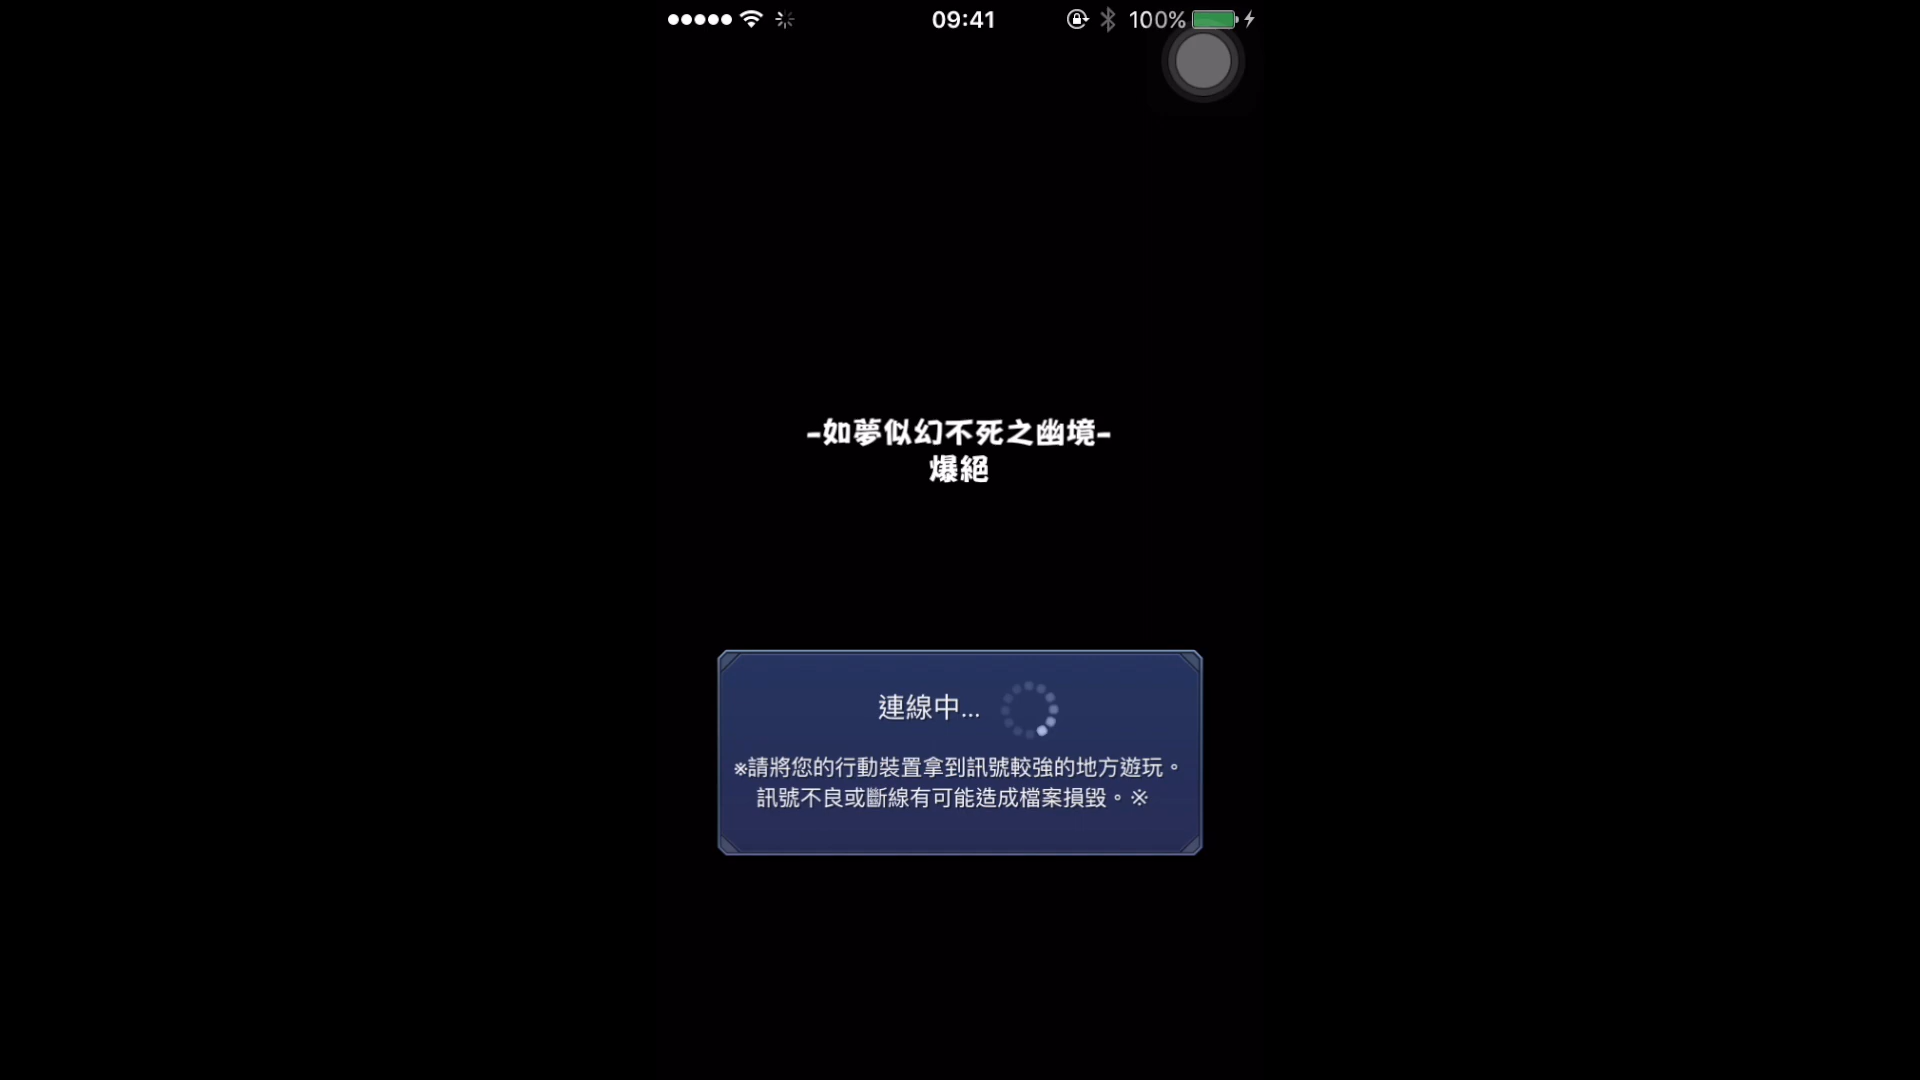 09:41
100%
-如夢似幻不死之幽境-
爆絕
連線中...
※請將您的行動裝置拿到訊號較強的地方遊玩。
訊號不良或斷線有可能造成檔案損毀。※